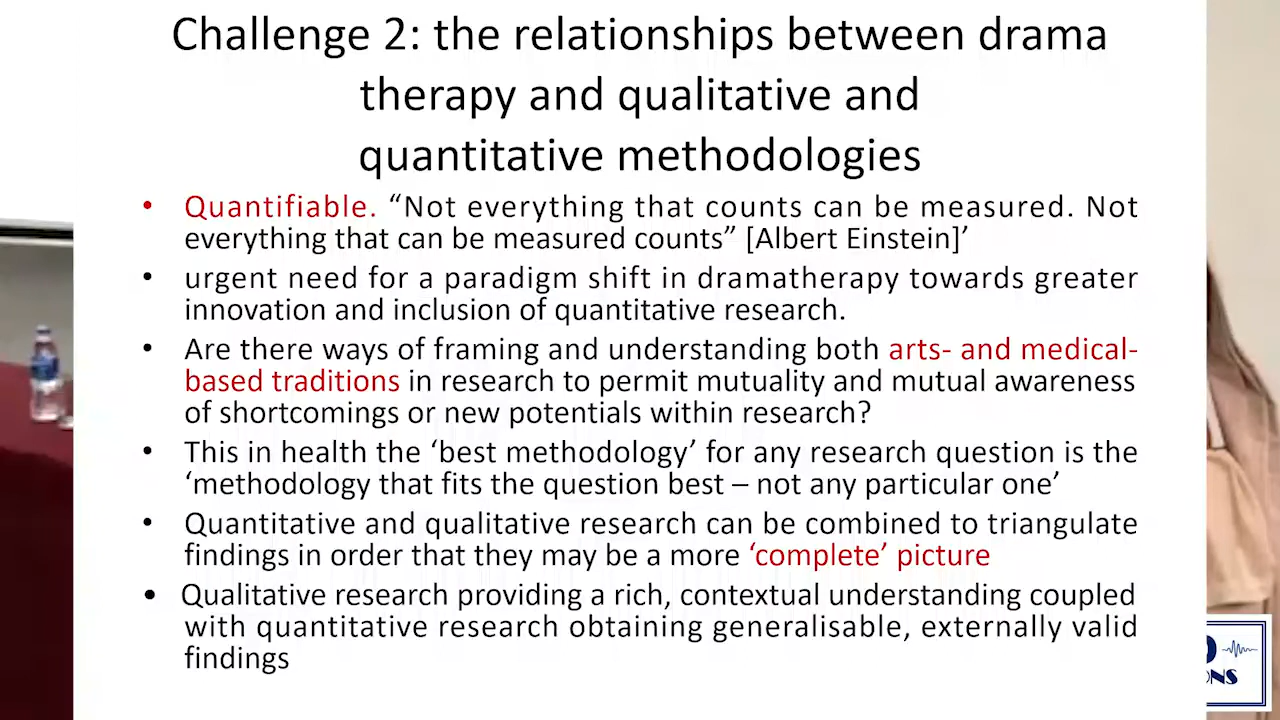 Challenge 2: the relationships between drama
therapy and qualitative and
quantitative methodologies
• Quantifiable. “Not everything that counts can be measured. Not
everything that can be measured counts” [Albert Einstein]’
• urgent need for a paradigm shift in dramatherapy towards greater
innovation and inclusion of quantitative research.
• Are there ways of framing and understanding both arts- and medical-
based traditions in research to permit mutuality and mutual awareness
of shortcomings or new potentials within research?
• This in health the ‘best methodology’ for any research question is the
‘methodology that fits the question best – not any particular one’
• Quantitative and qualitative research can be combined to triangulate
findings in order that they may be a more ‘complete’ picture
• Qualitative research providing a rich, contextual understanding coupled
with quantitative research obtaining generalisable, externally valid
findings